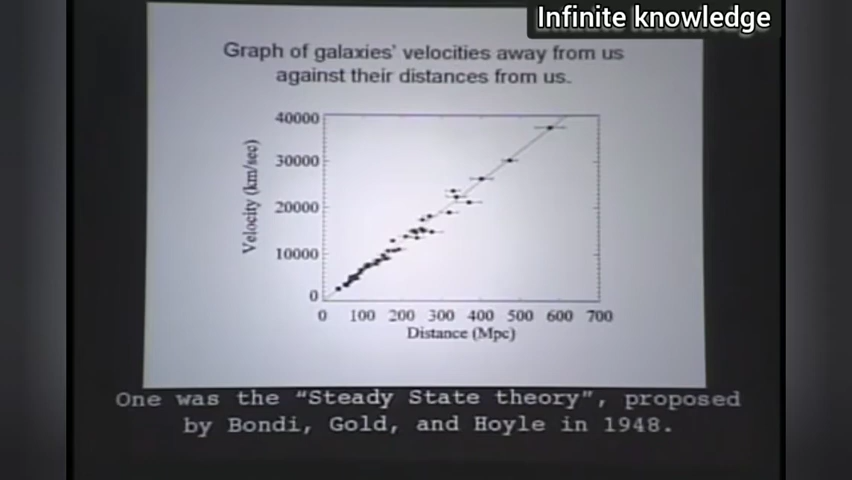 Infinite knowledge
Graph of galaxies' velocities away from us
against their distances from us.
40000
30000
20000
10000
0
Velocity (km/sec)
0 100 200 300 400 500 600 700
Distance (Mpc)
One was the "Steady State theory", proposed
by Bondi, Gold, and Hoyle in 1948.